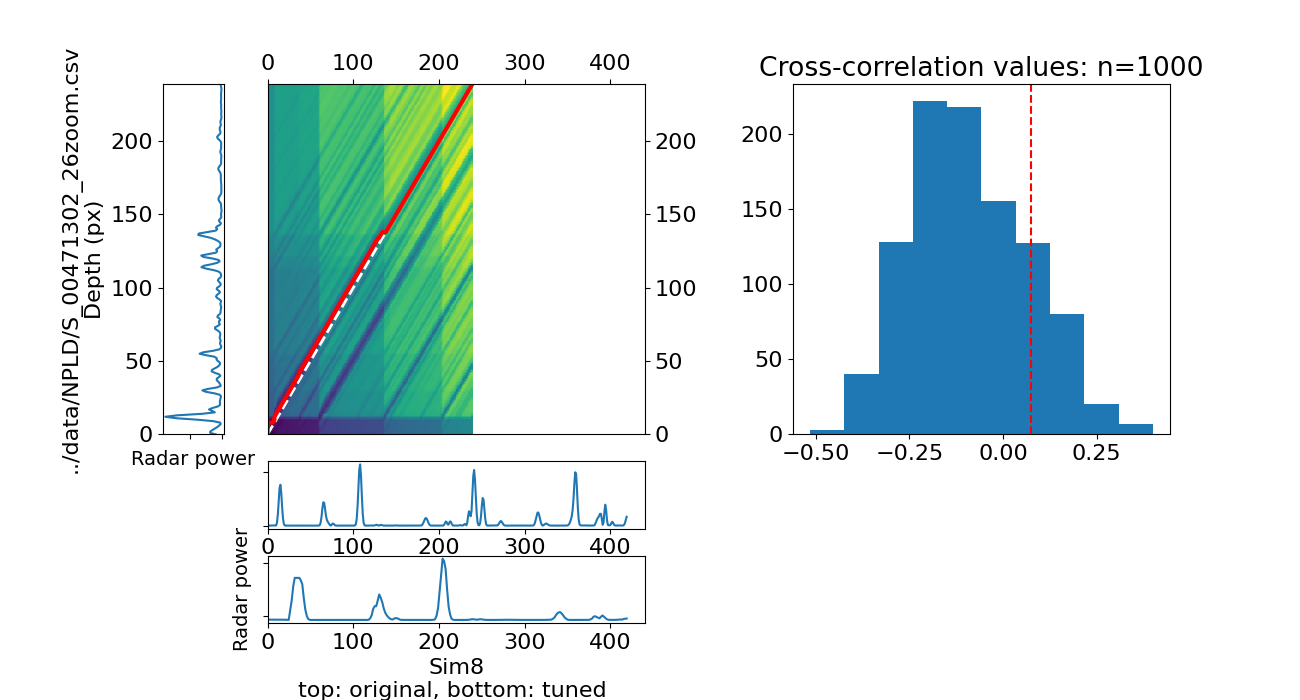 0 100 200 300 400
Cross-correlation values: n=1000
../data/NPLD/S_00471302_26zoom.csv
Depth (px)
200
150
100
50
0
200
150
100
50
0
200
150
100
50
0
−0.50 −0.25 0.00 0.25
Radar power
0 100 200 300 400
Radar power
0 100 200 300 400
Sim8
top: original, bottom: tuned